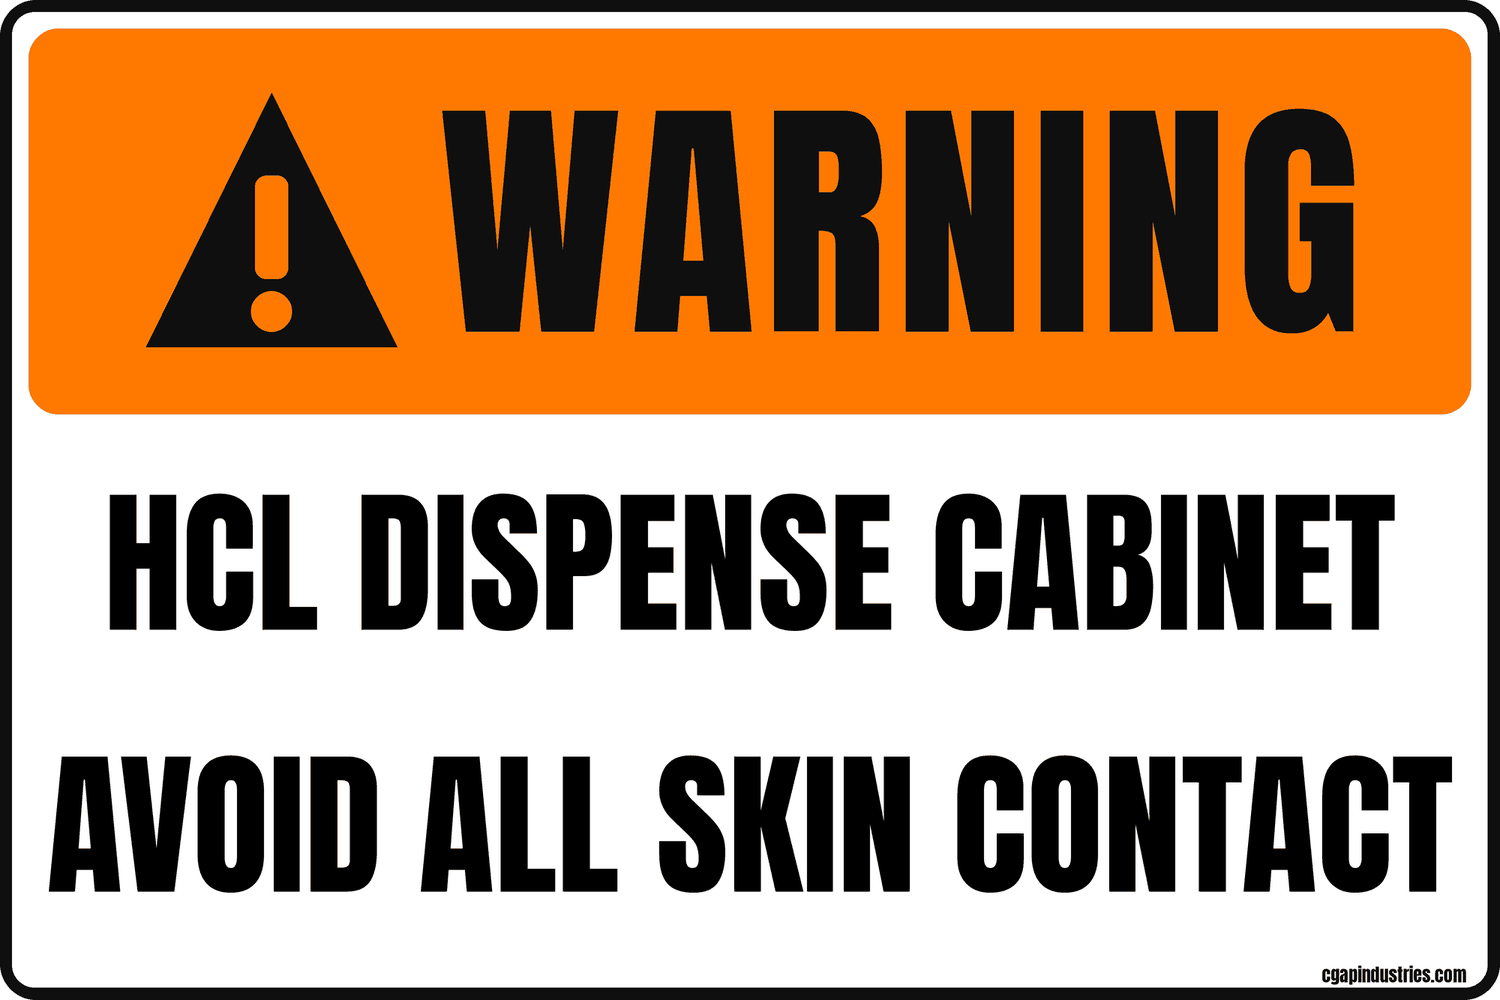 WARNING
HCL DISPENSE CABINET
AVOID ALL SKIN CONTACT
cgapindustries.com